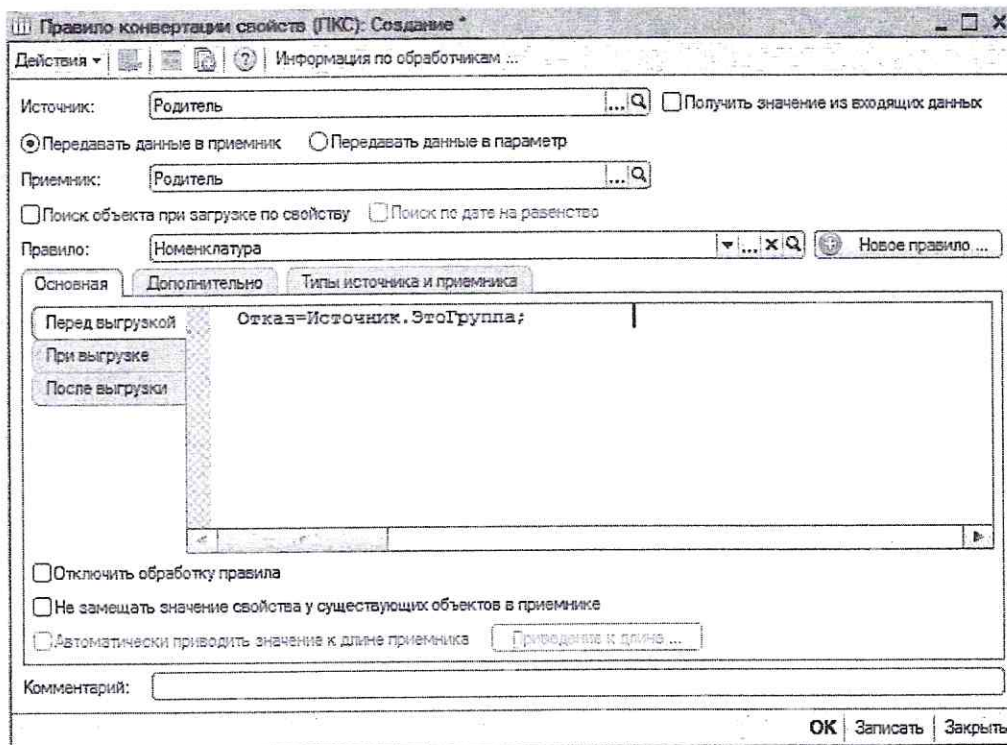 Правило конвертации свойств (ПКС): Создание *
Действия Информация по обработчикам ...
Источник: Родитель ... Получить значение из входящих данных
Передавать данные в приемник Передавать данные в параметр
Приемник: Родитель ...
Поиск объекта при загрузке по свойству Поиск по дате на равенство
Правило: Номенклатура ... Новое правило ...
Основная Дополнительно Типы источника и приемника
Перед выгрузкой Отказ=Источник.ЭтоГруппа;
При выгрузке
После выгрузки
Отключить обработку правила
Не замещать значение свойства у существующих объектов в приемнике
Автоматически приводить значение к длине приемника Приведение к длине ...
Комментарий:
OK Записать Закрыть